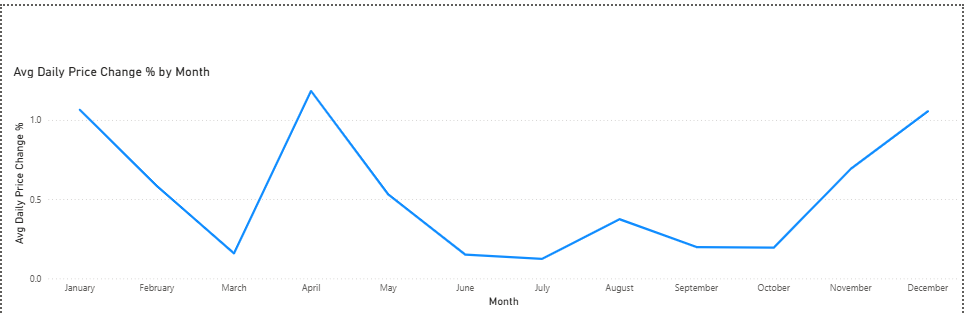 Avg Daily Price Change % by Month
Avg Daily Price Change %
1.0
0.5
0.0
January February March April May June July August September October November December
Month